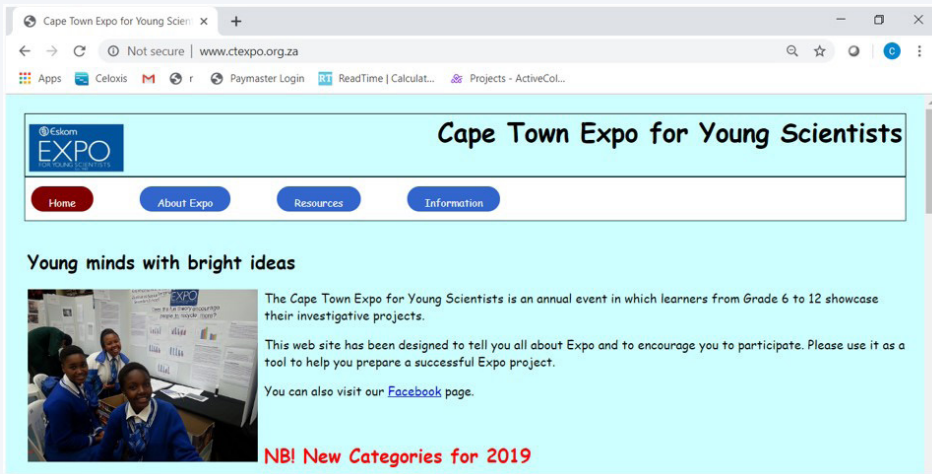 Cape Town Expo for Young Scien
Not secure | www.ctexpo.org.za
Apps Celoxis r Paymaster Login RT ReadTime | Calculat... Projects - ActiveCol...
Eskom
EXPO
FOR YOUNG SCIENTISTS
Cape Town Expo for Young Scientists
Home About Expo Resources Information
Young minds with bright ideas
EXPO
The Cape Town Expo for Young Scientists is an annual event in which learners from Grade 6 to 12 showcase
their investigative projects.
This web site has been designed to tell you all about Expo and to encourage you to participate. Please use it as a
tool to help you prepare a successful Expo project.
You can also visit our Facebook page.
NB! New Categories for 2019